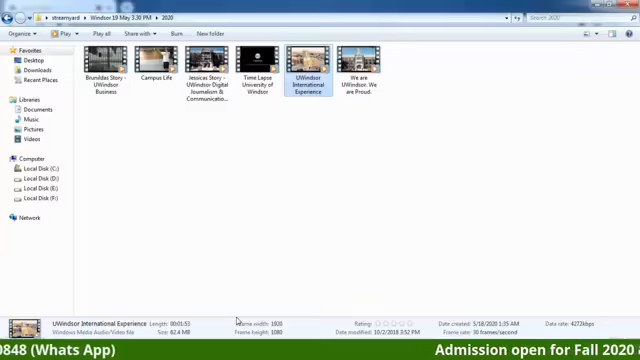 streamyard ▸ Windsor 19 May 3.30 PM ▸ 2020
Search 2020
Organize
Play
Play all
Share with
Burn
New folder
Favorites
Desktop
Downloads
Recent Places
Libraries
Documents
Music
Pictures
Videos
Computer
Local Disk (C:)
Local Disk (D:)
Local Disk (E:)
Local Disk (F:)
Network
Brunildas Story -
UWindsor
Business
Campus Life
Jessicas Story -
UWindsor Digital
Journalism &
Communicatio...
Time Lapse
University of
Windsor
UWindsor
International
Experience
We are
UWindsor. We
are Proud.
UWindsor International Experience
Windows Media Audio/Video file
Length: 00:01:53
Size: 62.6 MB
Frame width: 1920
Frame height: 1080
Rating:
Date modified: 10/2/2018 3:52 PM
Date created: 5/18/2020 1:35 AM
Frame rate: 30 frames/second
Data rate: 4272kbps
0848 (Whats App)
Admission open for Fall 2020